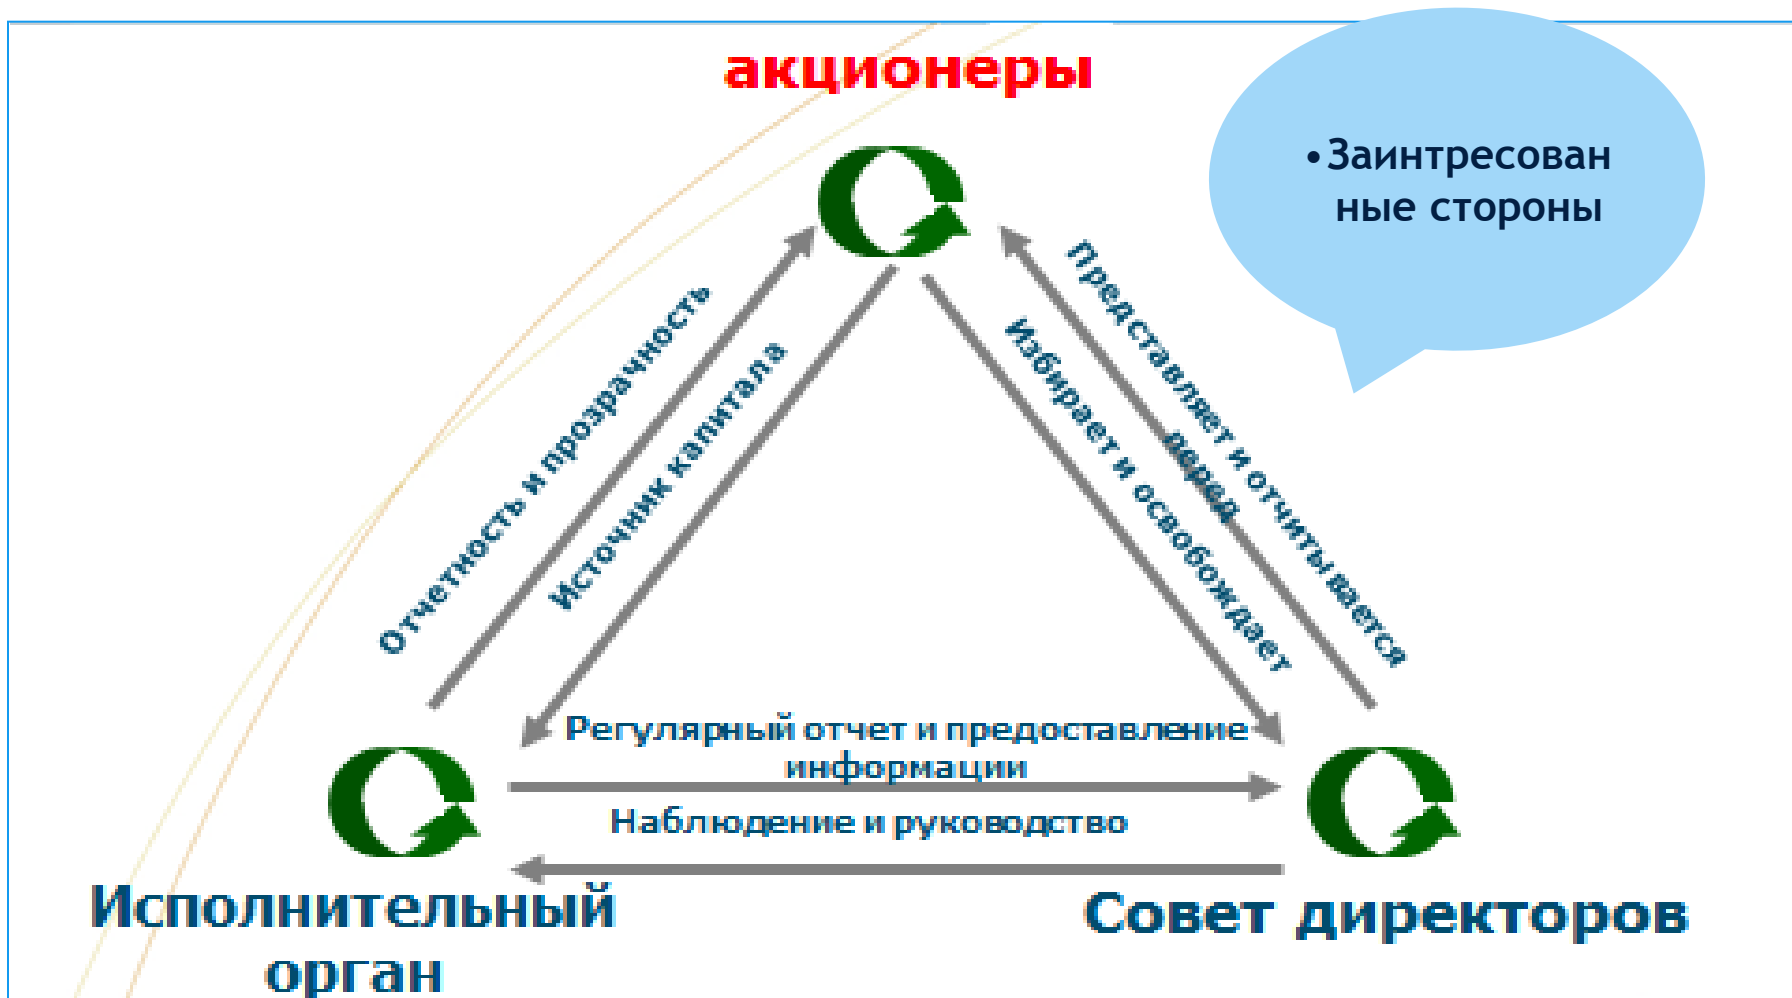 акционеры
•Заинтресован
ные стороны
Отчетность и прозрачность
Источник капитала
Избирает и освобождает
Представляет и отчитывается
перед
Регулярный отчет и предоставление
информации
Наблюдение и руководство
Исполнительный
орган
Совет директоров